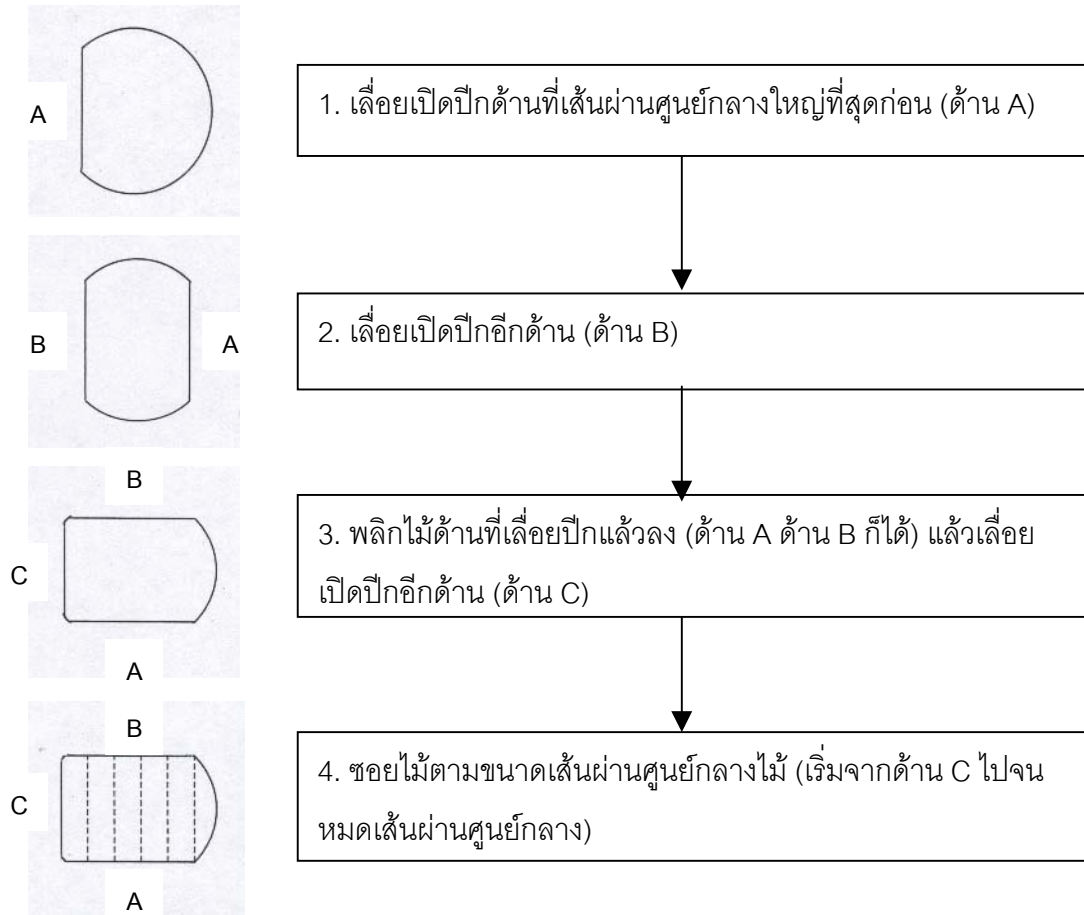 A
1. เลื่อยเปิดปีกด้านที่เส้นผ่านศูนย์กลางใหญ่ที่สุดก่อน (ด้าน A)
B A
2. เลื่อยเปิดปีกอีกด้าน (ด้าน B)
B
C
A
3. พลิกไม้ด้านที่เลื่อยปีกแล้วลง (ด้าน A ด้าน B ก็ได้) แล้วเลื่อย
เปิดปีกอีกด้าน (ด้าน C)
B
C
A
4. ซอยไม้ตามขนาดเส้นผ่านศูนย์กลางไม้ (เริ่มจากด้าน C ไปจน
หมดเส้นผ่านศูนย์กลาง)